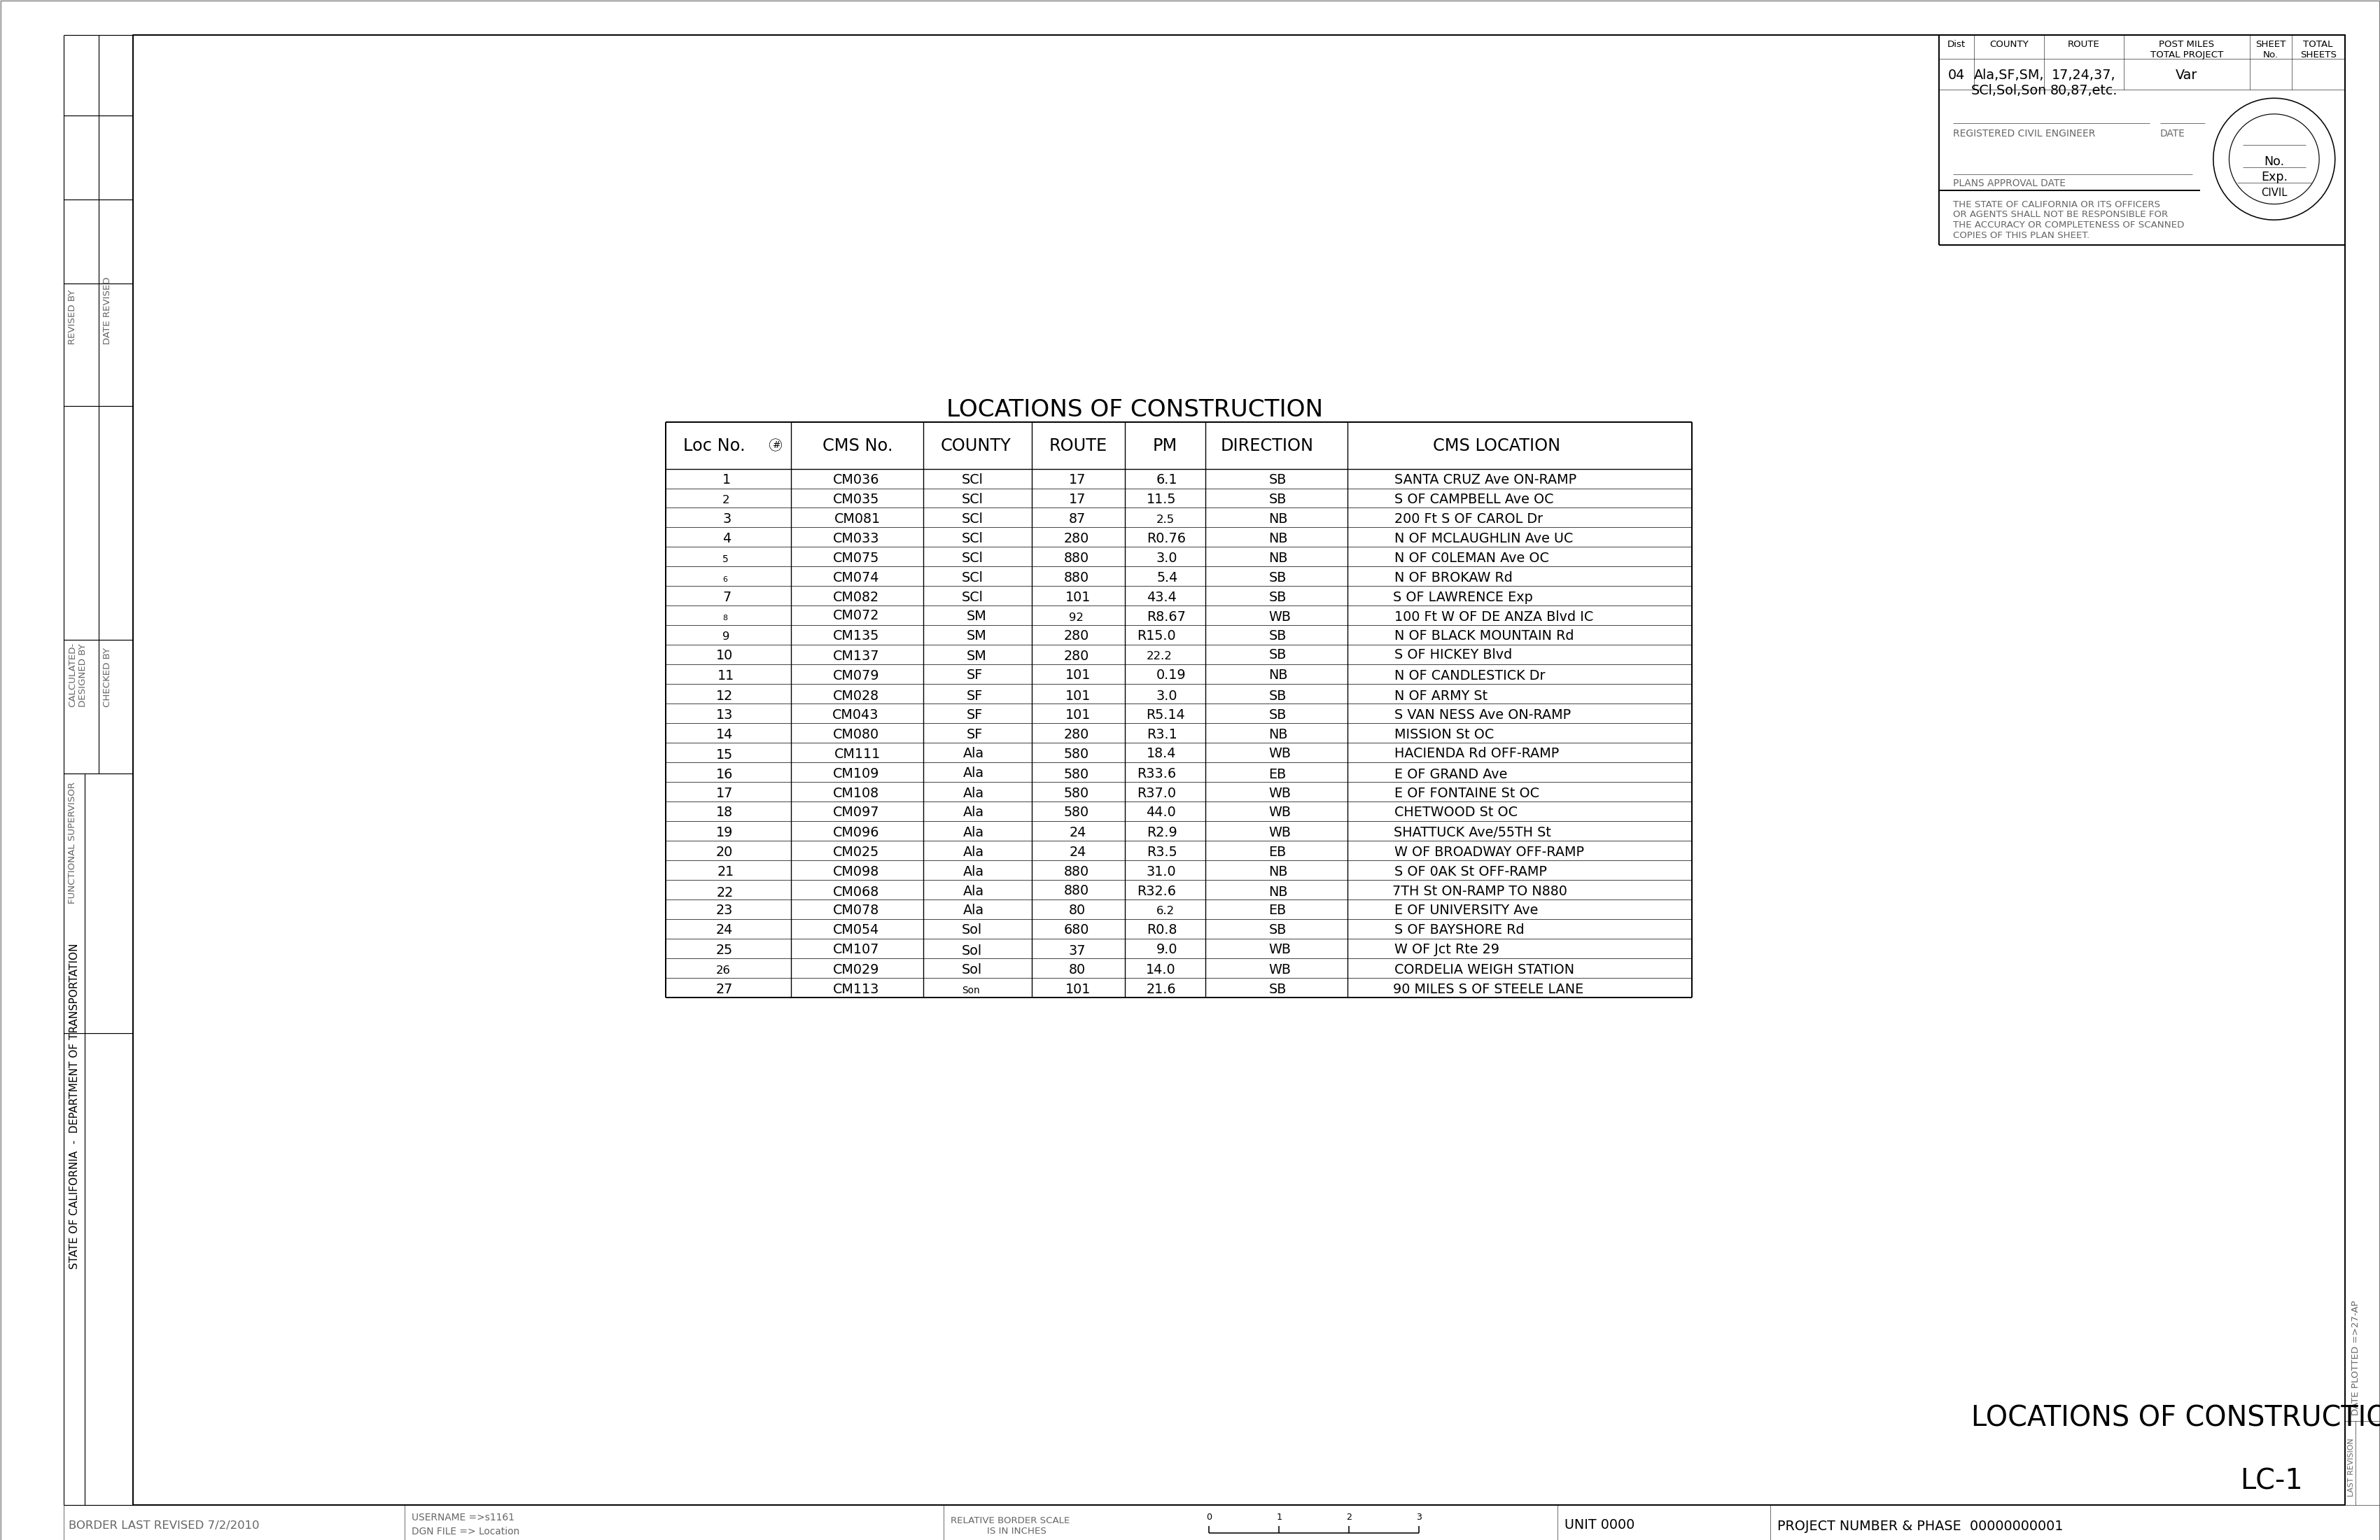 Dist COUNTY ROUTE POST MILES TOTAL PROJECT SHEET No. TOTAL SHEETS
04 Ala,SF,SM, 17,24,37, Var
SCl,Sol,Son 80,87,etc.
REGISTERED CIVIL ENGINEER DATE
PLANS APPROVAL DATE
No.
Exp.
CIVIL
THE STATE OF CALIFORNIA OR ITS OFFICERS
OR AGENTS SHALL NOT BE RESPONSIBLE FOR
THE ACCURACY OR COMPLETENESS OF SCANNED
COPIES OF THIS PLAN SHEET.
REVISED BY
DATE REVISED
CALCULATED-
DESIGNED BY
CHECKED BY
FUNCTIONAL SUPERVISOR
STATE OF CALIFORNIA - DEPARTMENT OF TRANSPORTATION
LOCATIONS OF CONSTRUCTION
Loc No. # CMS No. COUNTY ROUTE PM DIRECTION CMS LOCATION
1 CM036 SCl 17 6.1 SB SANTA CRUZ Ave ON-RAMP
2 CM035 SCl 17 11.5 SB S OF CAMPBELL Ave OC
3 CM081 SCl 87 2.5 NB 200 Ft S OF CAROL Dr
4 CM033 SCl 280 R0.76 NB N OF MCLAUGHLIN Ave UC
5 CM075 SCl 880 3.0 NB N OF C0LEMAN Ave OC
6 CM074 SCl 880 5.4 SB N OF BROKAW Rd
7 CM082 SCl 101 43.4 SB S OF LAWRENCE Exp
8 CM072 SM 92 R8.67 WB 100 Ft W OF DE ANZA Blvd IC
9 CM135 SM 280 R15.0 SB N OF BLACK MOUNTAIN Rd
10 CM137 SM 280 22.2 SB S OF HICKEY Blvd
11 CM079 SF 101 0.19 NB N OF CANDLESTICK Dr
12 CM028 SF 101 3.0 SB N OF ARMY St
13 CM043 SF 101 R5.14 SB S VAN NESS Ave ON-RAMP
14 CM080 SF 280 R3.1 NB MISSION St OC
15 CM111 Ala 580 18.4 WB HACIENDA Rd OFF-RAMP
16 CM109 Ala 580 R33.6 EB E OF GRAND Ave
17 CM108 Ala 580 R37.0 WB E OF FONTAINE St OC
18 CM097 Ala 580 44.0 WB CHETWOOD St OC
19 CM096 Ala 24 R2.9 WB SHATTUCK Ave/55TH St
20 CM025 Ala 24 R3.5 EB W OF BROADWAY OFF-RAMP
21 CM098 Ala 880 31.0 NB S OF 0AK St OFF-RAMP
22 CM068 Ala 880 R32.6 NB 7TH St ON-RAMP TO N880
23 CM078 Ala 80 6.2 EB E OF UNIVERSITY Ave
24 CM054 Sol 680 R0.8 SB S OF BAYSHORE Rd
25 CM107 Sol 37 9.0 WB W OF Jct Rte 29
26 CM029 Sol 80 14.0 WB CORDELIA WEIGH STATION
27 CM113 Son 101 21.6 SB 90 MILES S OF STEELE LANE
LOCATIONS OF CONSTRUCTIO
LC-1
DATE PLOTTED =>27-AP
LAST REVISION
BORDER LAST REVISED 7/2/2010
USERNAME =>s1161
DGN FILE => Location
RELATIVE BORDER SCALE
IS IN INCHES
0 1 2 3
UNIT 0000
PROJECT NUMBER & PHASE 00000000001